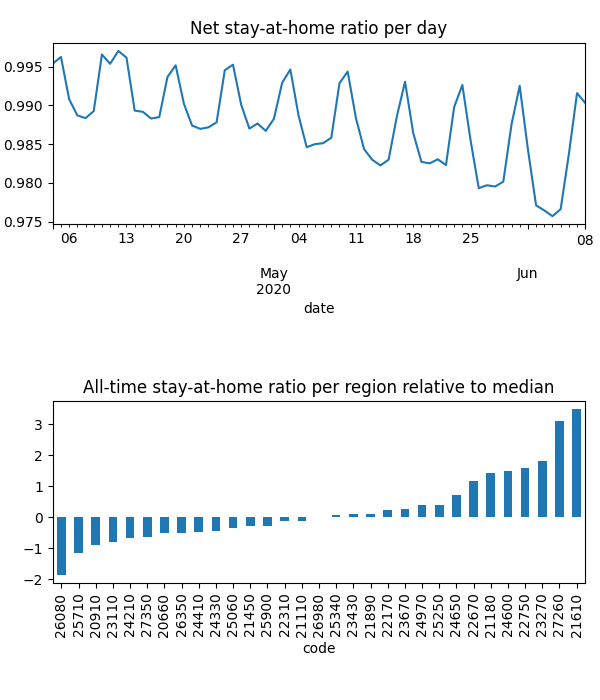 Net stay-at-home ratio per day
0.995
0.990
0.985
0.980
0.975
06 13 20 27 04 11 18 25 08
May Jun
2020
date
All-time stay-at-home ratio per region relative to median
3
2
1
0
−1
−2
26080 25710 20910 23110 24210 27350 20660 26350 24410 24330 25060 21450 25900 22310 21110 26980 25340 23430 21890 22170 23670 24970 25250 24650 22670 21180 24600 22750 23270 27260 21610
code